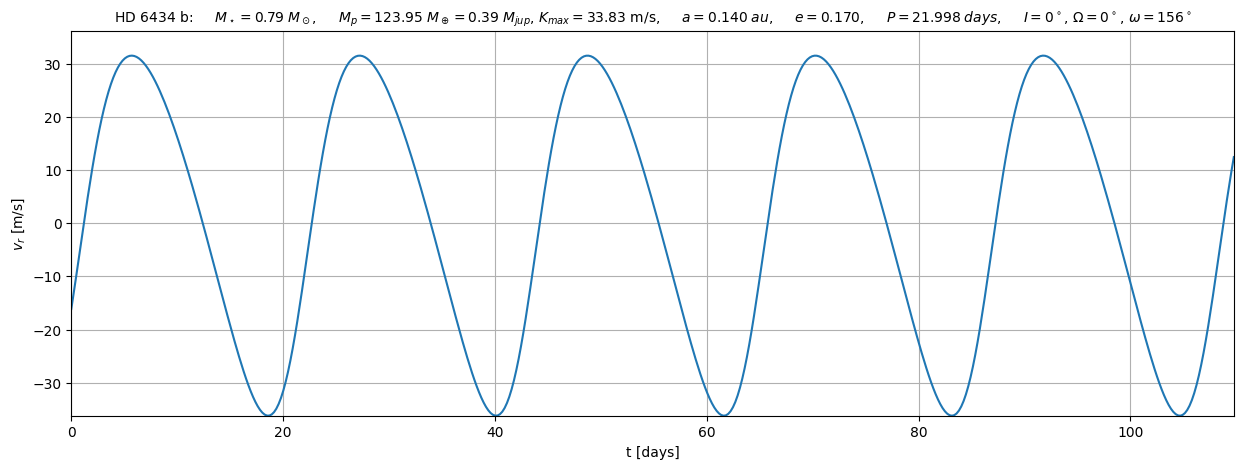 HD 6434 b: M⋆ = 0.79 M⊙, Mp = 123.95 M⊕ = 0.39 Mjup, Kmax = 33.83 m/s, a = 0.140 au, e = 0.170, P = 21.998 days, I = 0°, Ω = 0°, ω = 156°
30
20
10
0
−10
−20
−30
vr [m/s]
0 20 40 60 80 100
t [days]